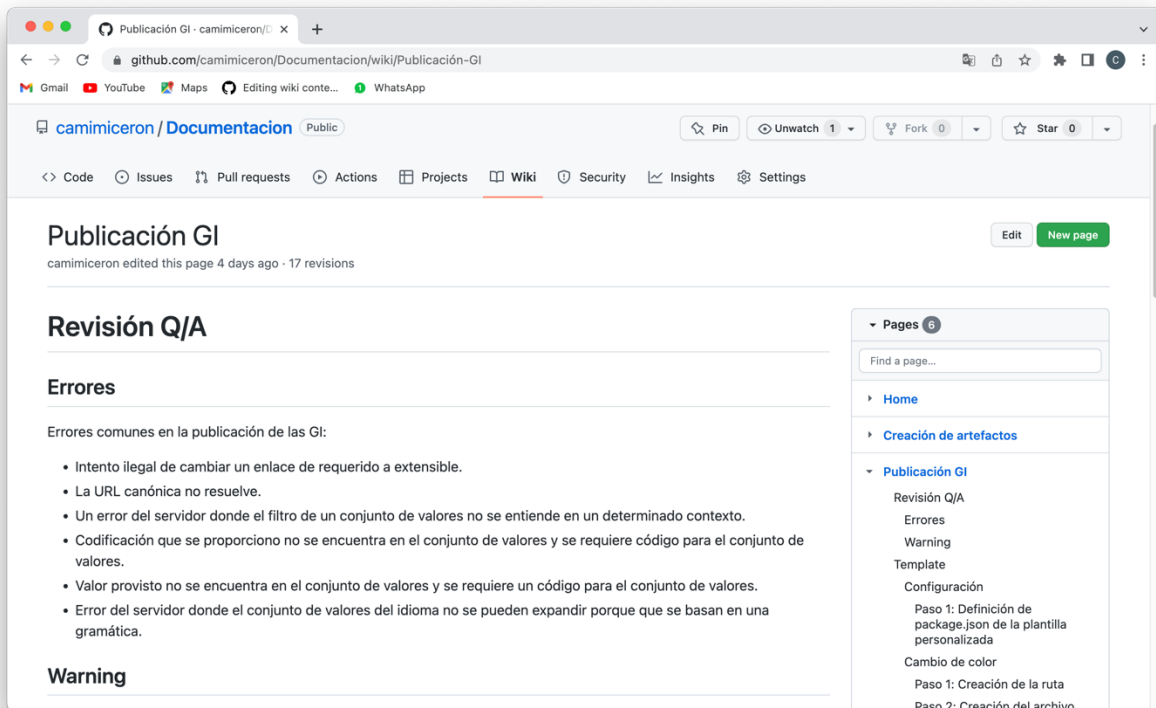 Publicación GI · camimiceron/D
github.com/camimiceron/Documentacion/wiki/Publicación-GI
C
Gmail YouTube Maps Editing wiki conte... WhatsApp
camimiceron / Documentacion Public
Pin Unwatch 1 Fork 0 Star 0
Code Issues Pull requests Actions Projects Wiki Security Insights Settings
Publicación GI
Edit New page
camimiceron edited this page 4 days ago · 17 revisions
Revisión Q/A
Errores
Errores comunes en la publicación de las GI:
• Intento ilegal de cambiar un enlace de requerido a extensible.
• La URL canónica no resuelve.
• Un error del servidor donde el filtro de un conjunto de valores no se entiende en un determinado contexto.
• Codificación que se proporciono no se encuentra en el conjunto de valores y se requiere código para el conjunto de
valores.
• Valor provisto no se encuentra en el conjunto de valores y se requiere un código para el conjunto de valores.
• Error del servidor donde el conjunto de valores del idioma no se pueden expandir porque que se basan en una
gramática.
Warning
Pages 6
Find a page...
Home
Creación de artefactos
Publicación GI
Revisión Q/A
Errores
Warning
Template
Configuración
Paso 1: Definición de
package.json de la plantilla
personalizada
Cambio de color
Paso 1: Creación de la ruta
Paso 2: Creación del archivo